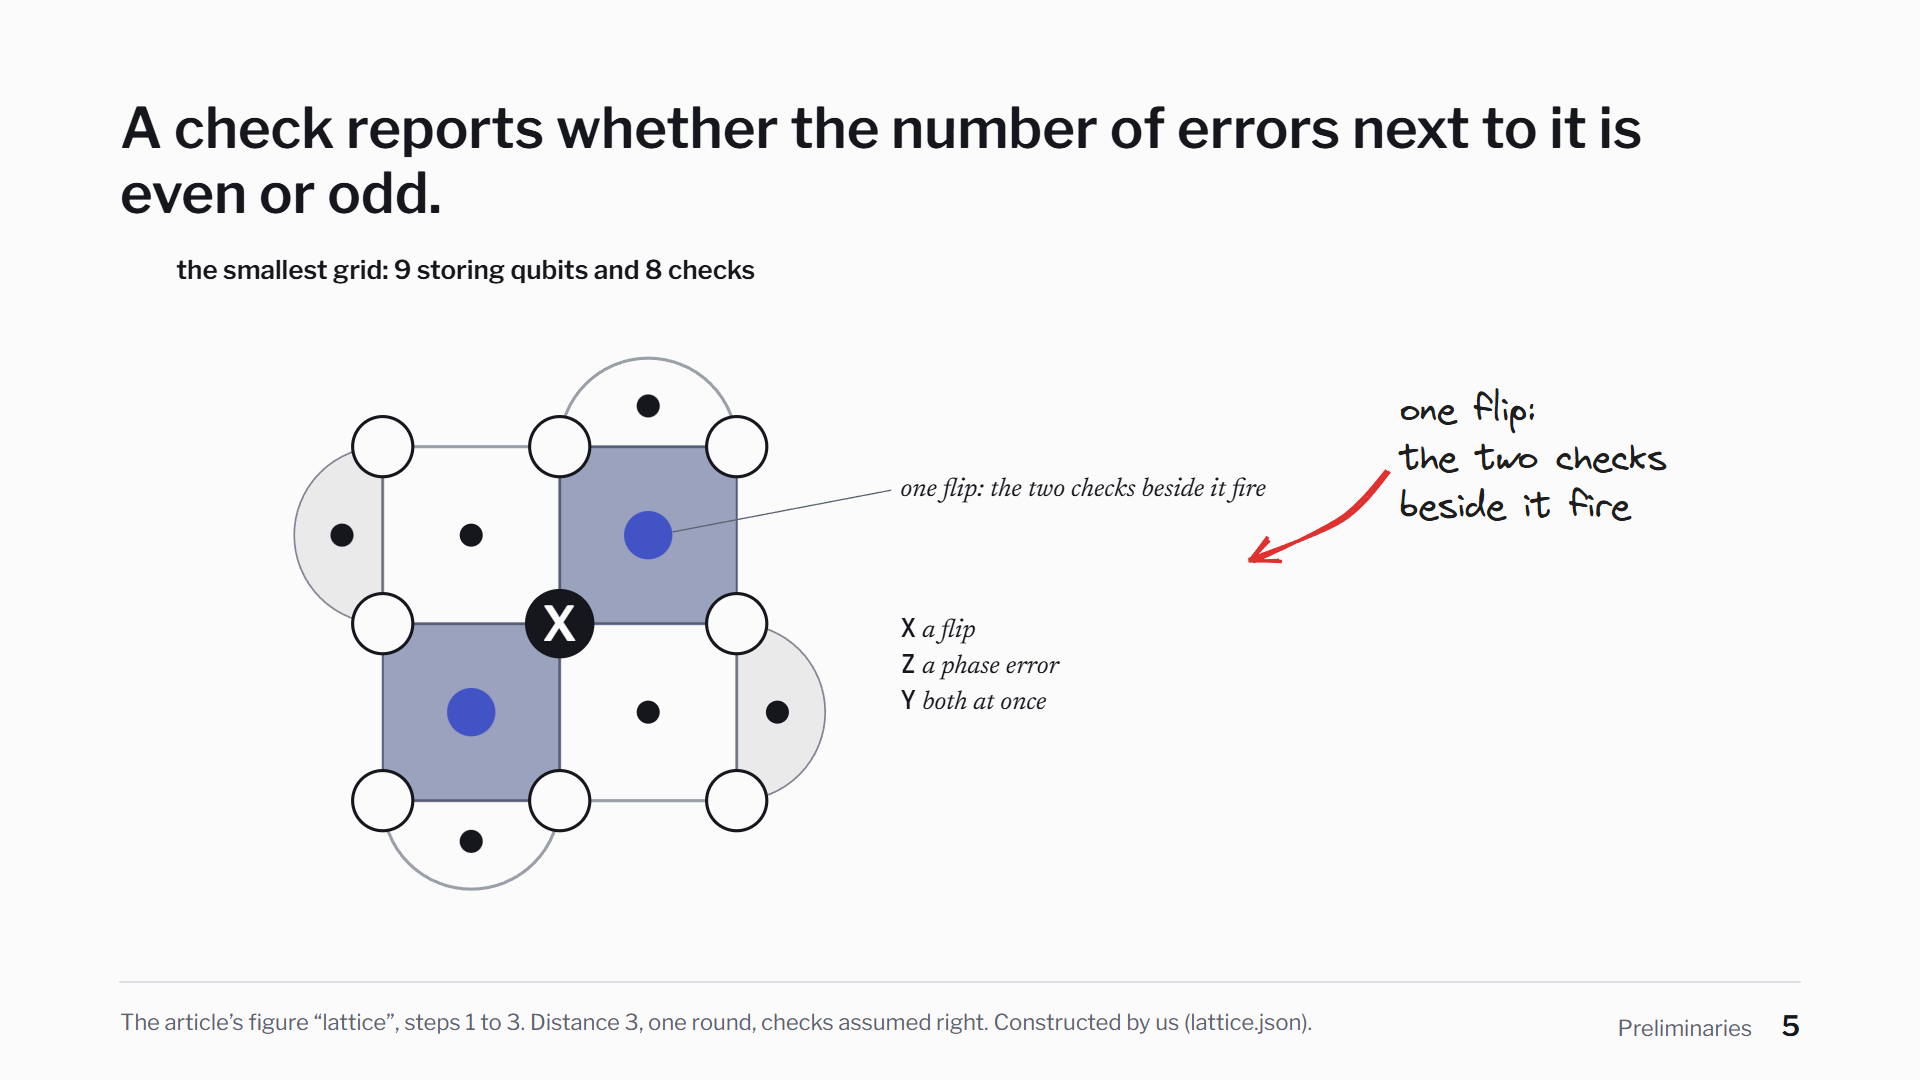 A check reports whether the number of errors next to it is
even or odd.
the smallest grid: 9 storing qubits and 8 checks
one flip:
the two checks
beside it fire
one flip: the two checks beside it fire
X
X a flip
Z a phase error
Y both at once
The article’s figure “lattice”, steps 1 to 3. Distance 3, one round, checks assumed right. Constructed by us (lattice.json).
Preliminaries 5